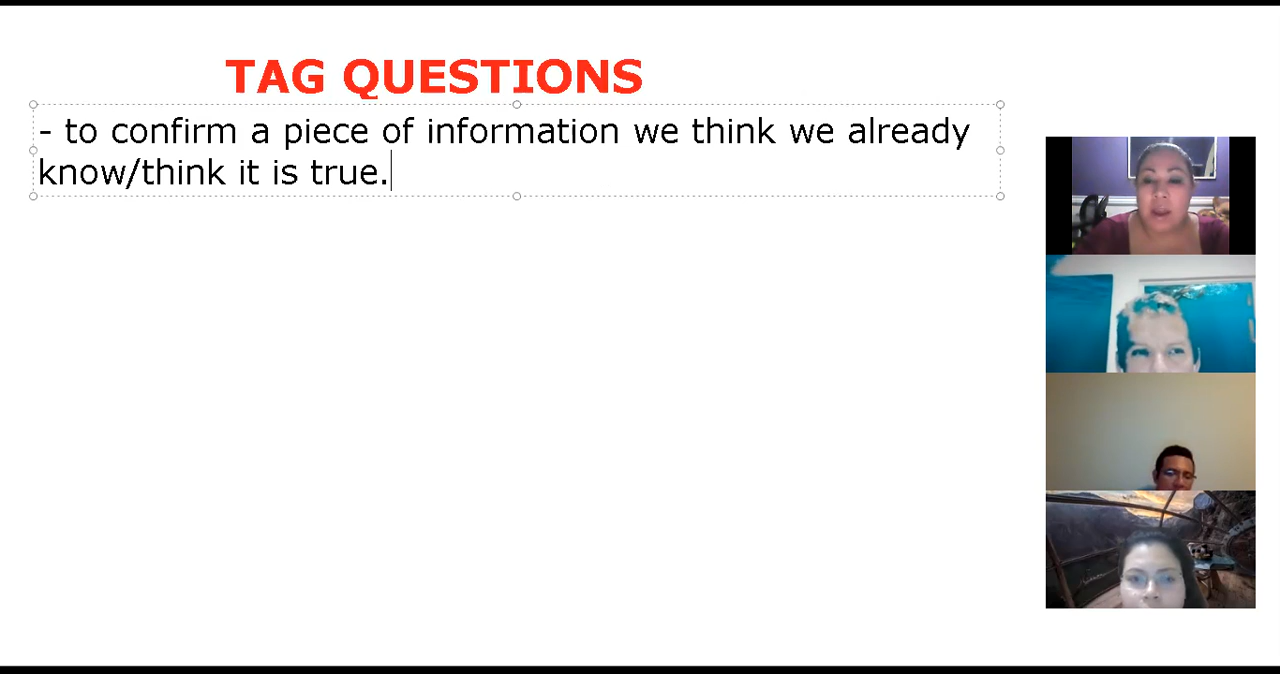 TAG QUESTIONS
- to confirm a piece of information we think we already
know/think it is true.